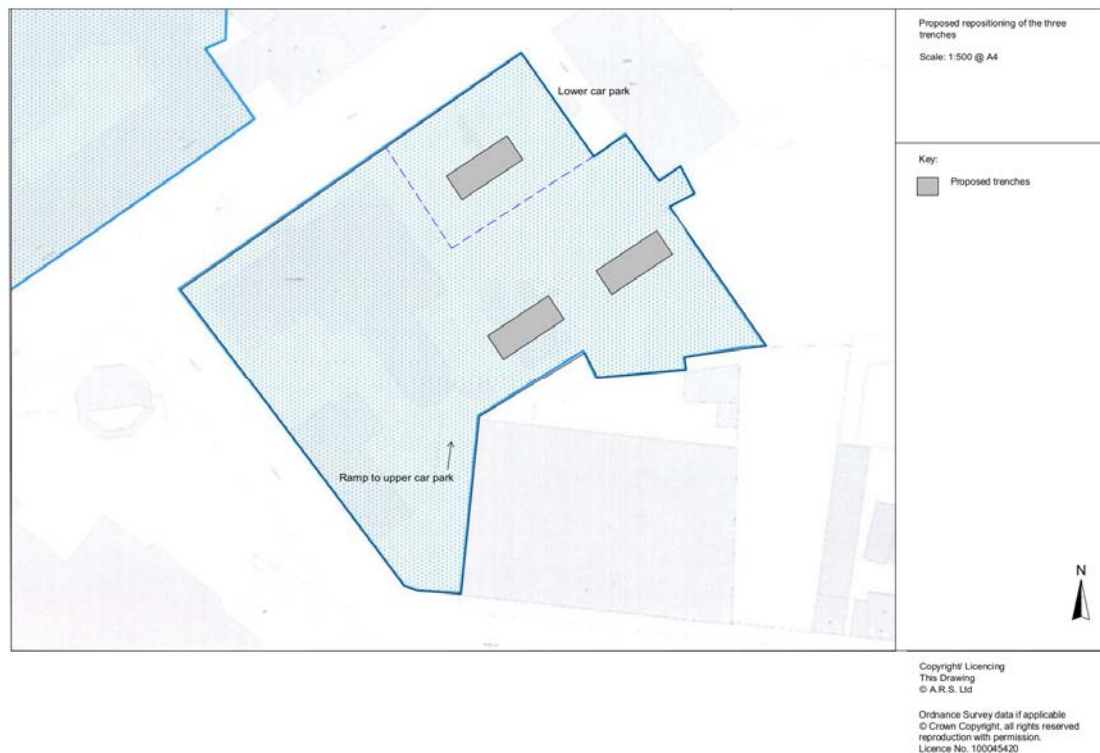 Proposed repositioning of the three
trenches
Scale: 1:500 @ A4
Lower car park
Key:
Proposed trenches
Ramp to upper car park
N
Copyright/ Licencing
This Drawing
© A.R.S. Ltd
Ordnance Survey data if applicable
© Crown Copyright, all rights reserved
reproduction with permission.
Licence No. 100045420